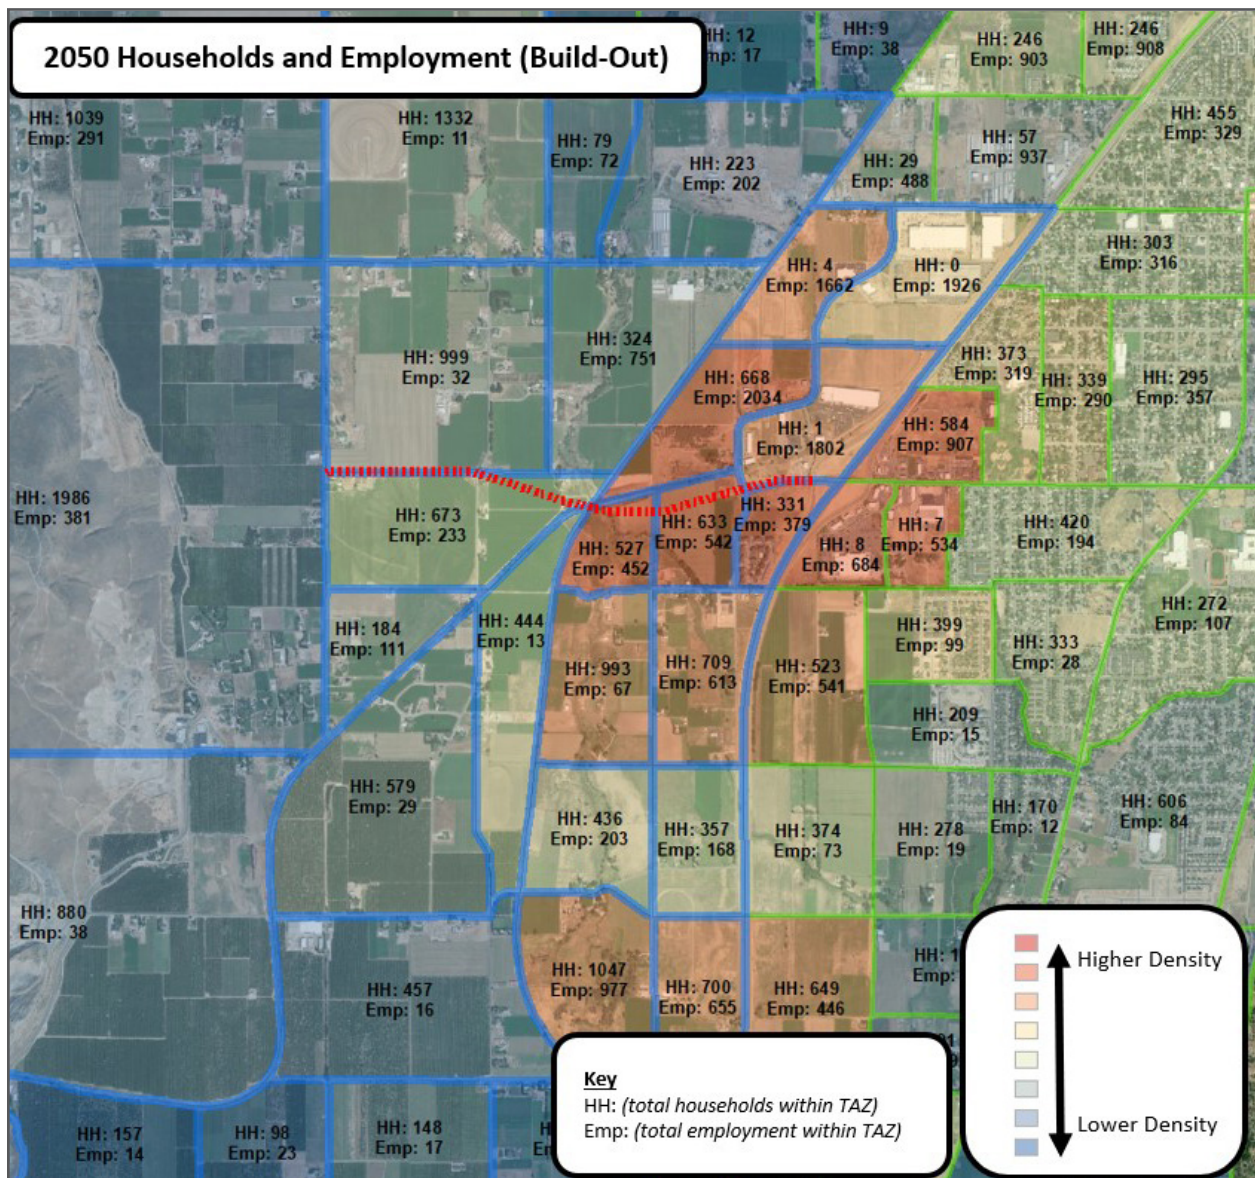 2050 Households and Employment (Build-Out)
HH: 12
Emp: 17
HH: 9
Emp: 38
HH: 246
Emp: 903
HH: 246
Emp: 908
HH: 1039
Emp: 291
HH: 1332
Emp: 11
HH: 79
Emp: 72
HH: 223
Emp: 202
HH: 29
Emp: 488
HH: 57
Emp: 937
HH: 455
Emp: 329
HH: 4
Emp: 1662
HH: 0
Emp: 1926
HH: 303
Emp: 316
HH: 999
Emp: 32
HH: 324
Emp: 751
HH: 668
Emp: 2034
HH: 373
Emp: 319
HH: 339
Emp: 290
HH: 295
Emp: 357
HH: 1
Emp: 1802
HH: 584
Emp: 907
HH: 1986
Emp: 381
HH: 673
Emp: 233
HH: 527
Emp: 452
HH: 633
Emp: 542
HH: 331
Emp: 379
HH: 8
Emp: 684
HH: 7
Emp: 534
HH: 420
Emp: 194
HH: 184
Emp: 111
HH: 444
Emp: 13
HH: 993
Emp: 67
HH: 709
Emp: 613
HH: 523
Emp: 541
HH: 399
Emp: 99
HH: 333
Emp: 28
HH: 272
Emp: 107
HH: 209
Emp: 15
HH: 579
Emp: 29
HH: 436
Emp: 203
HH: 357
Emp: 168
HH: 374
Emp: 73
HH: 278
Emp: 19
HH: 170
Emp: 12
HH: 606
Emp: 84
HH: 880
Emp: 38
HH: 457
Emp: 16
HH: 1047
Emp: 977
HH: 700
Emp: 655
HH: 649
Emp: 446
HH: 1
Emp:
Higher Density
Lower Density
Key
HH: (total households within TAZ)
Emp: (total employment within TAZ)
HH: 157
Emp: 14
HH: 98
Emp: 23
HH: 148
Emp: 17